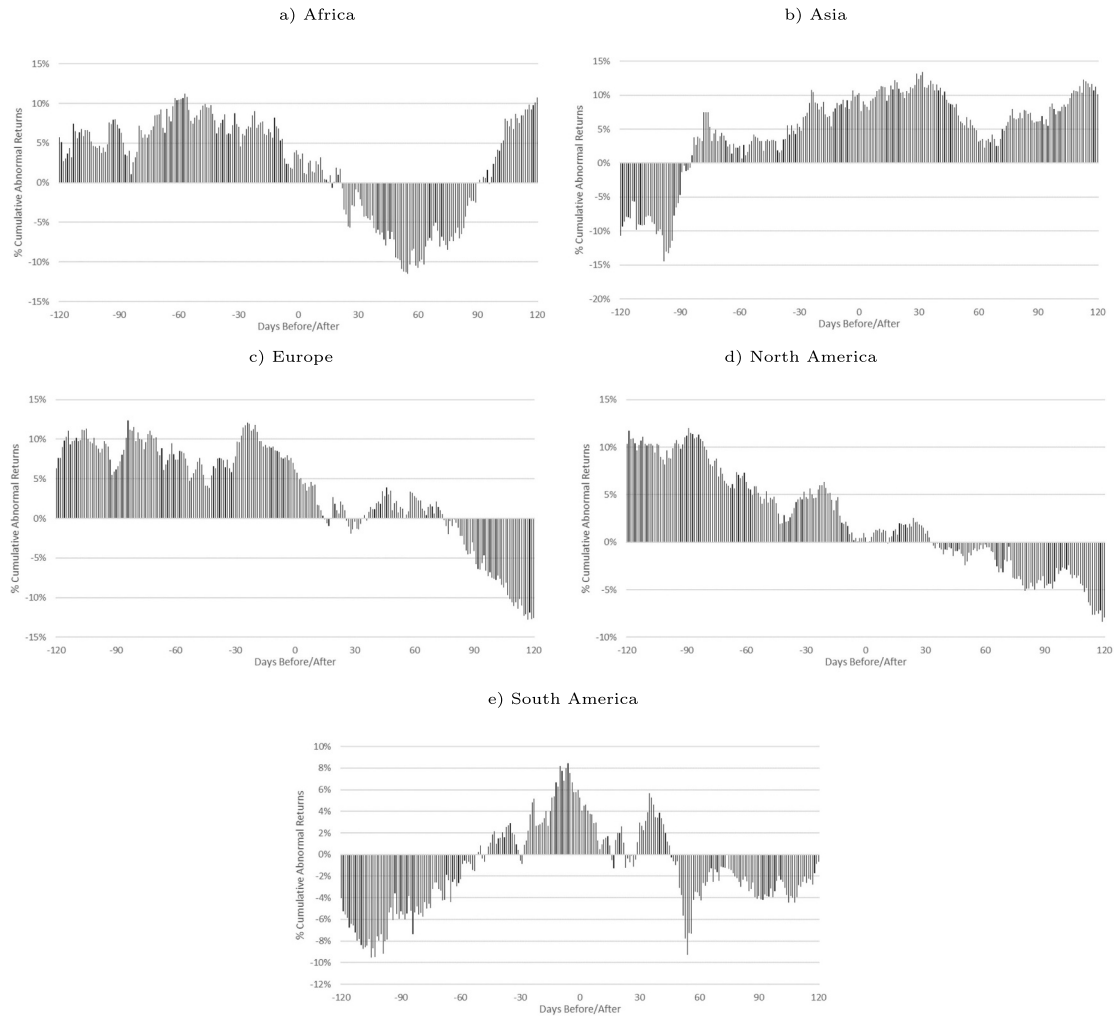 a) Africa
b) Asia
% Cumulative Abnormal Returns
15%
10%
5%
0%
-5%
-10%
-15%
-120 -90 -60 -30 0 30 60 90 120
Days Before/After
% Cumulative Abnormal Returns
15%
10%
5%
0%
-5%
-10%
-15%
-20%
-120 -90 -60 -30 0 30 60 90 120
Days Before/After
c) Europe
d) North America
% Cumulative Abnormal Returns
15%
10%
5%
0%
-5%
-10%
-15%
-120 -90 -60 -30 0 30 60 90 120
Days Before/After
% Cumulative Abnormal Returns
15%
10%
5%
0%
-5%
-10%
-120 -90 -60 -30 0 30 60 90 120
Days Before/After
e) South America
% Cumulative Abnormal Returns
10%
8%
6%
4%
2%
0%
-2%
-4%
-6%
-8%
-10%
-12%
-120 -90 -60 -30 0 30 60 90 120
Days Before/After